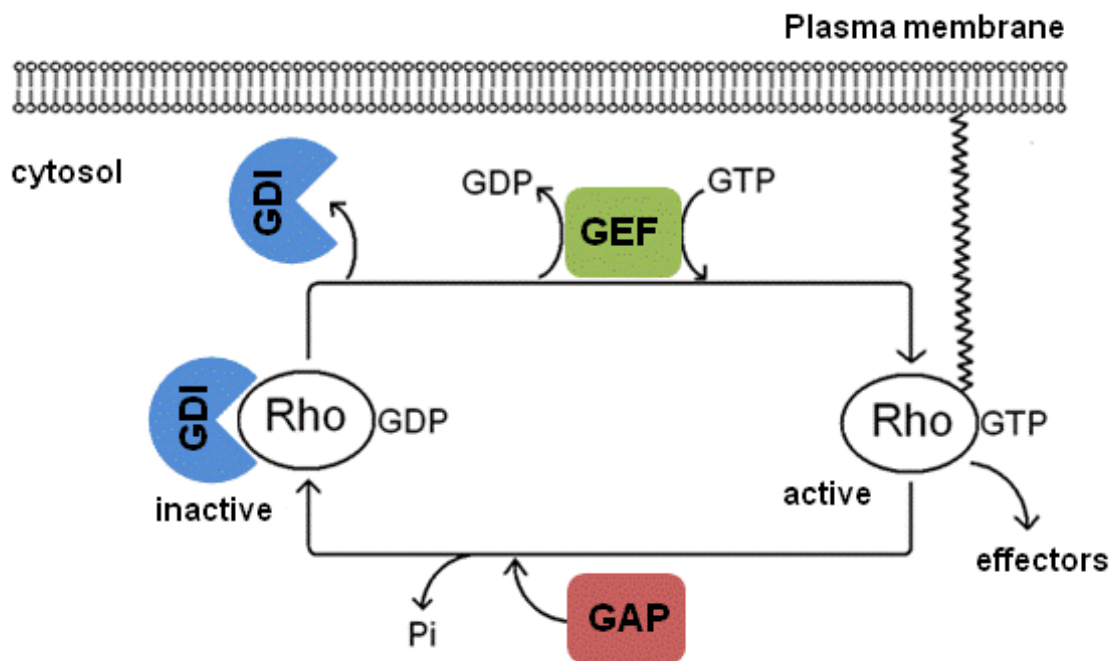 Plasma membrane
cytosol
GDI
GDP
GEF
GTP
GDI
Rho
GDP
inactive
Rho
GTP
active
effectors
Pi
GAP